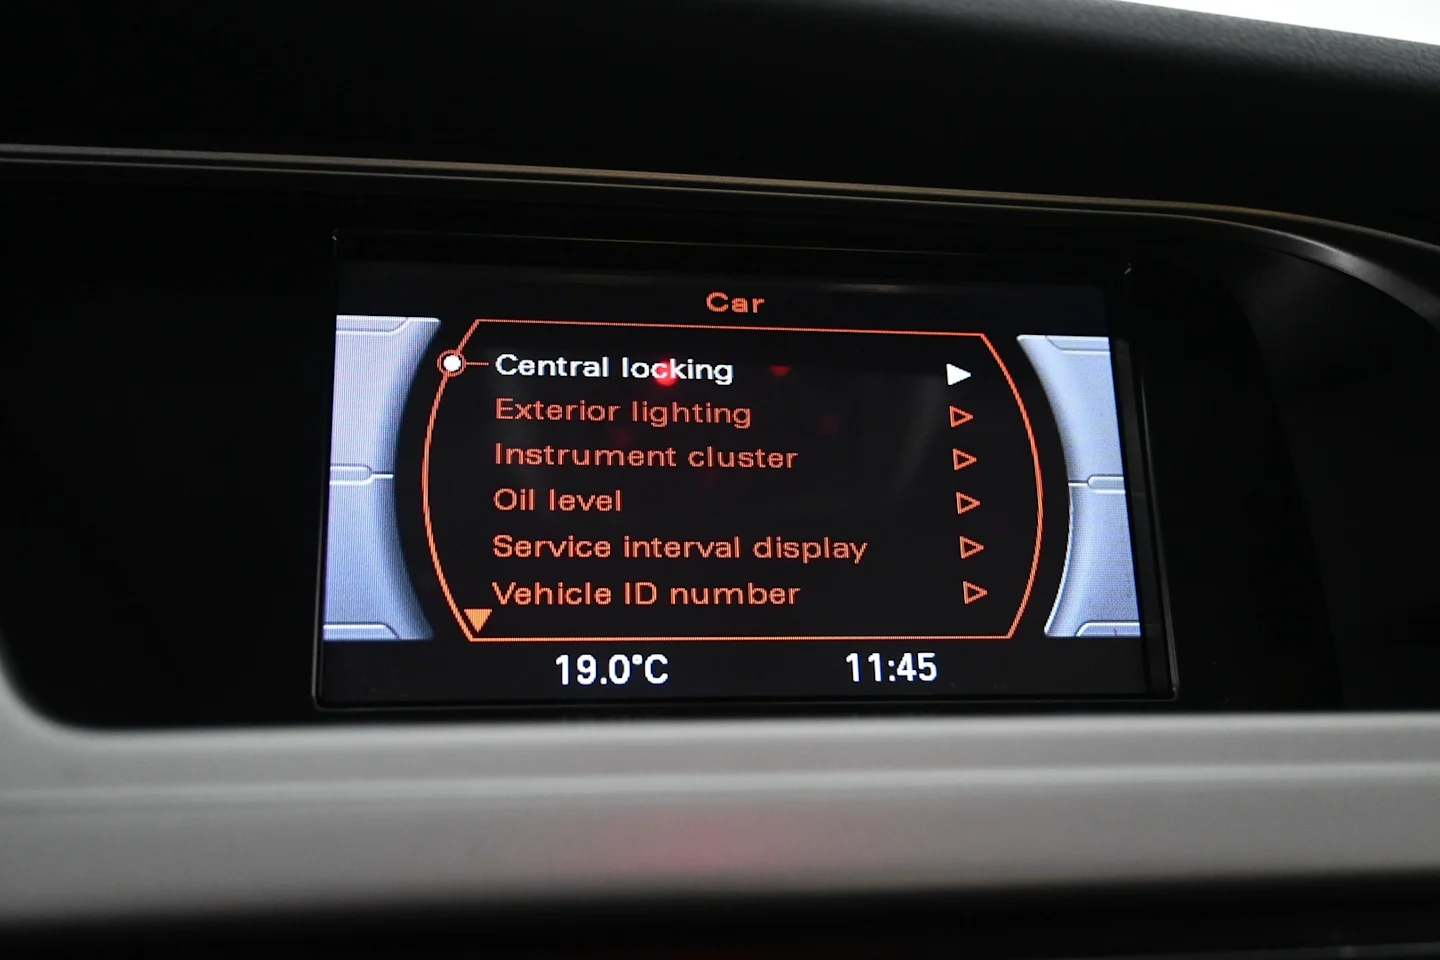 Car
Central locking
Exterior lighting
Instrument cluster
Oil level
Service interval display
Vehicle ID number
19.0°C 11:45